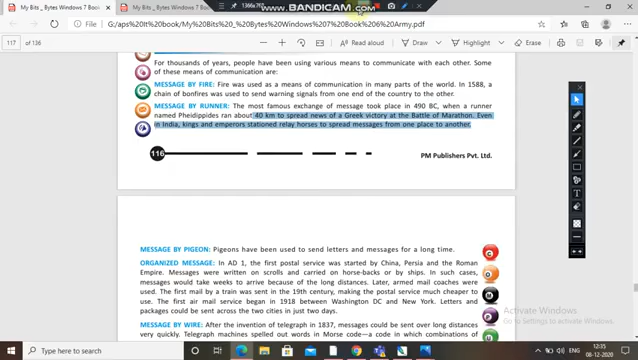 My Bits _ Bytes Windows 7 Book
My Bits _ Bytes Windows 7 Boo
1366x768
WWW.BANDICAM.COM
G:/aps%20It%20book/My%20Bits%20_%20Bytes%20Windows%207%20Book%206%20Army.pdf
117 of 136
Read aloud
Draw
Highlight
Erase
For thousands of years, people have been using various means to communicate with each other. Some
of these means of communication are:
MESSAGE BY FIRE: Fire was used as a means of communication in many parts of the world. In 1588, a
chain of bonfires was used to send warning signals from one end of the country to the other.
MESSAGE BY RUNNER: The most famous exchange of message took place in 490 BC, when a runner
named Pheidippides ran about 40 km to spread news of a Greek victory at the Battle of Marathon. Even
in India, kings and emperors stationed relay horses to spread messages from one place to another.
116
PM Publishers Pvt. Ltd.
MESSAGE BY PIGEON: Pigeons have been used to send letters and messages for a long time.
ORGANIZED MESSAGE: In AD 1, the first postal service was started by China, Persia and the Roman
Empire. Messages were written on scrolls and carried on horse-backs or by ships. In such cases,
messages would take weeks to arrive because of the long distances. Later, armed mail coaches were
used. The first mail by a train was sent in the 19th century, making the postal service much cheaper to
use. The first air mail service began in 1918 between Washington DC and New York. Letters and
packages could be sent across the two cities in just two days.
MESSAGE BY WIRE: After the invention of telegraph in 1837, messages could be sent over long distances
very quickly. Telegraph machines spelled out words in Morse code—a code in which combinations of
C
O
M
P
U
Activate Windows
Go to Settings to activate Windows.
Type here to search
ENG
12:35
08-12-2020